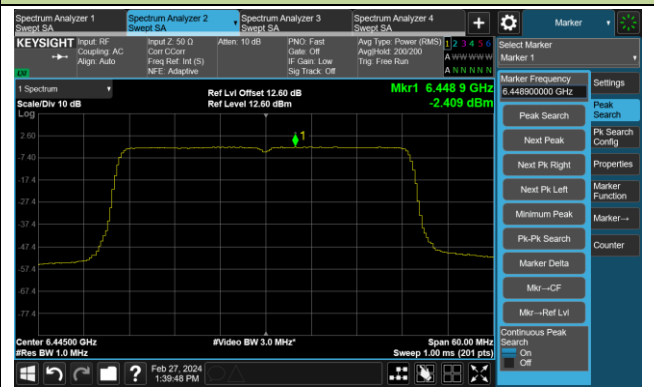 Spectrum Analyzer 1
Swept SA
Spectrum Analyzer 2
Swept SA
Spectrum Analyzer 3
Swept SA
Spectrum Analyzer 4
Swept SA
+
Marker
KEYSIGHT
Input: RF
Coupling: AC
Align: Auto
Input Z: 50 Ω
Corr CCorr
Freq Ref: Int (S)
NFE: Adaptive
Atten: 10 dB
PNO: Fast
Gate: Off
IF Gain: Low
Sig Track: Off
Avg Type: Power (RMS)
Avg|Hold: 200/200
Trig: Free Run
1 2 3 4 5 6
A W W W W W
A N N N N N
Select Marker
Marker 1
1 Spectrum
Scale/Div 10 dB
Log
Ref Lvl Offset 12.60 dB
Ref Level 12.60 dBm
Mkr1 6.448 9 GHz
-2.409 dBm
1
2.60
-7.40
-17.4
-27.4
-37.4
-47.4
-57.4
-67.4
-77.4
Center 6.44500 GHz
#Res BW 1.0 MHz
#Video BW 3.0 MHz*
Span 60.00 MHz
Sweep 1.00 ms (201 pts)
Marker Frequency
6.448900000 GHz
Peak Search
Next Peak
Next Pk Right
Next Pk Left
Minimum Peak
Pk-Pk Search
Marker Delta
Mkr→CF
Mkr→Ref Lvl
Continuous Peak
Search
On
Off
Settings
Peak
Search
Pk Search
Config
Properties
Marker
Function
Marker→
Counter
?
Feb 27, 2024
1:39:48 PM